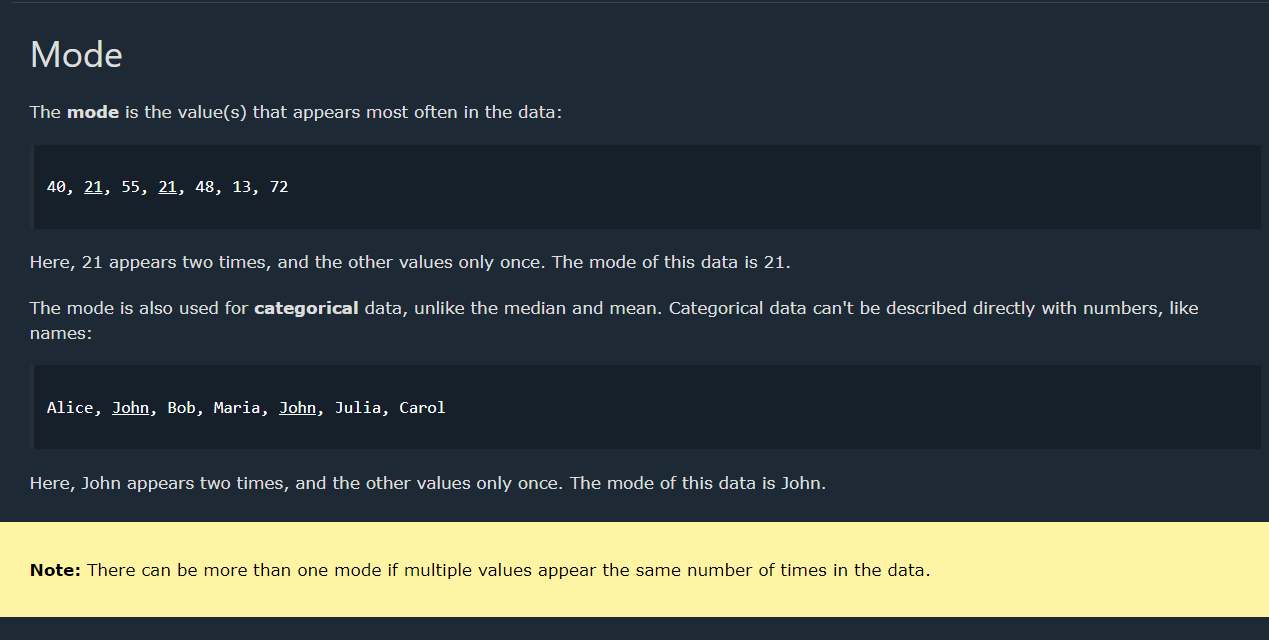 Mode
The mode is the value(s) that appears most often in the data:
40, 21, 55, 21, 48, 13, 72
Here, 21 appears two times, and the other values only once. The mode of this data is 21.
The mode is also used for categorical data, unlike the median and mean. Categorical data can't be described directly with numbers, like
names:
Alice, John, Bob, Maria, John, Julia, Carol
Here, John appears two times, and the other values only once. The mode of this data is John.
Note: There can be more than one mode if multiple values appear the same number of times in the data.